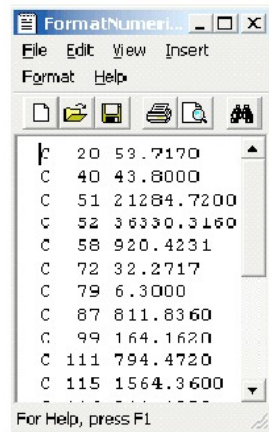 FormatNumeri...
File Edit View Insert
Format Help
C 20 53.7170
C 40 43.8000
C 51 21284.7200
C 52 36330.3160
C 58 920.4231
C 72 32.2717
C 79 6.3000
C 87 811.8360
C 99 164.1620
C 111 794.4720
C 115 1564.3600
For Help, press F1